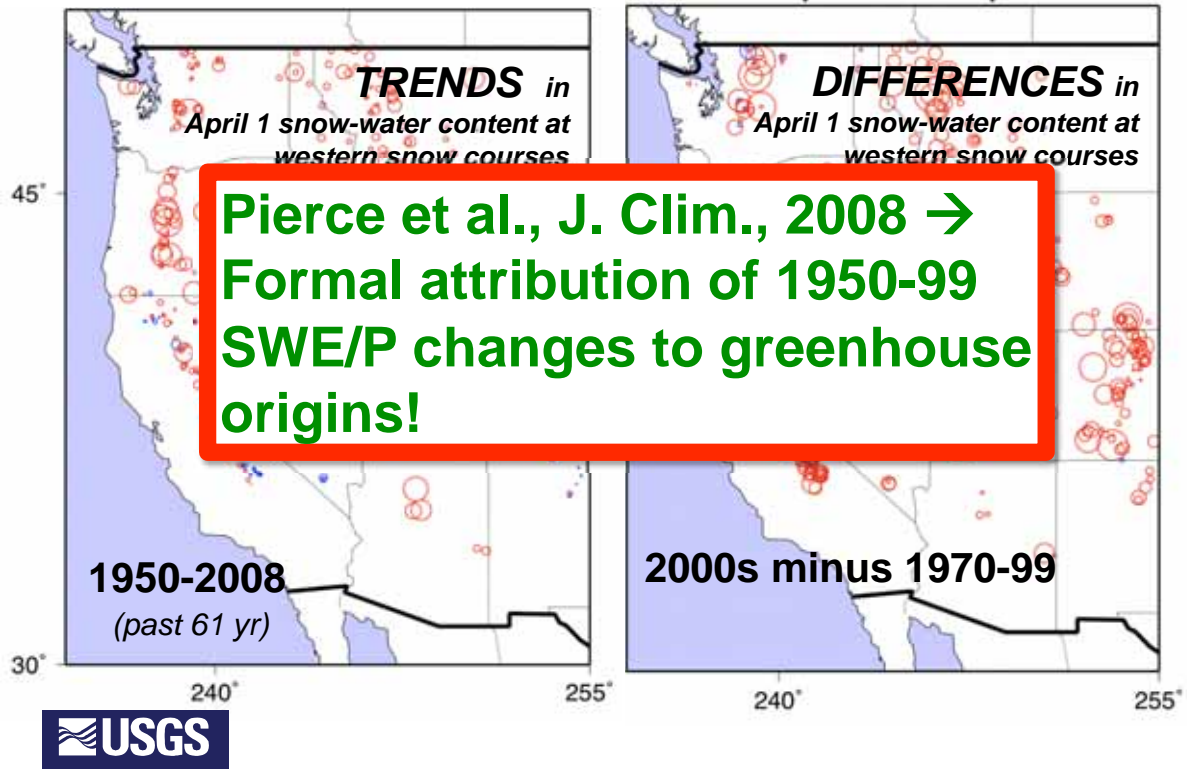 TRENDS in
April 1 snow-water content at
western snow courses
DIFFERENCES in
April 1 snow-water content at
western snow courses
45°
Pierce et al., J. Clim., 2008 →
Formal attribution of 1950-99
SWE/P changes to greenhouse
origins!
1950-2008
(past 61 yr)
2000s minus 1970-99
30°
240°
255°
240°
255°
USGS